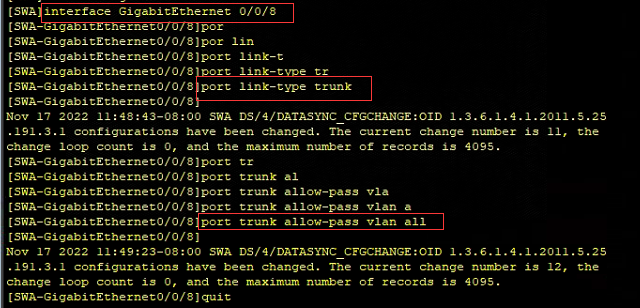 [SWA]interface GigabitEthernet 0/0/8
[SWA-GigabitEthernet0/0/8]por
[SWA-GigabitEthernet0/0/8]por lin
[SWA-GigabitEthernet0/0/8]port link-t
[SWA-GigabitEthernet0/0/8]port link-type tr
[SWA-GigabitEthernet0/0/8]port link-type trunk
[SWA-GigabitEthernet0/0/8]
Nov 17 2022 11:48:43-08:00 SWA DS/4/DATASYNC_CFGCHANGE:OID 1.3.6.1.4.1.2011.5.25
.191.3.1 configurations have been changed. The current change number is 11, the
change loop count is 0, and the maximum number of records is 4095.
[SWA-GigabitEthernet0/0/8]port tr
[SWA-GigabitEthernet0/0/8]port trunk al
[SWA-GigabitEthernet0/0/8]port trunk allow-pass vla
[SWA-GigabitEthernet0/0/8]port trunk allow-pass vlan a
[SWA-GigabitEthernet0/0/8]port trunk allow-pass vlan all
[SWA-GigabitEthernet0/0/8]
Nov 17 2022 11:49:23-08:00 SWA DS/4/DATASYNC_CFGCHANGE:OID 1.3.6.1.4.1.2011.5.25
.191.3.1 configurations have been changed. The current change number is 12, the
change loop count is 0, and the maximum number of records is 4095.
[SWA-GigabitEthernet0/0/8]quit